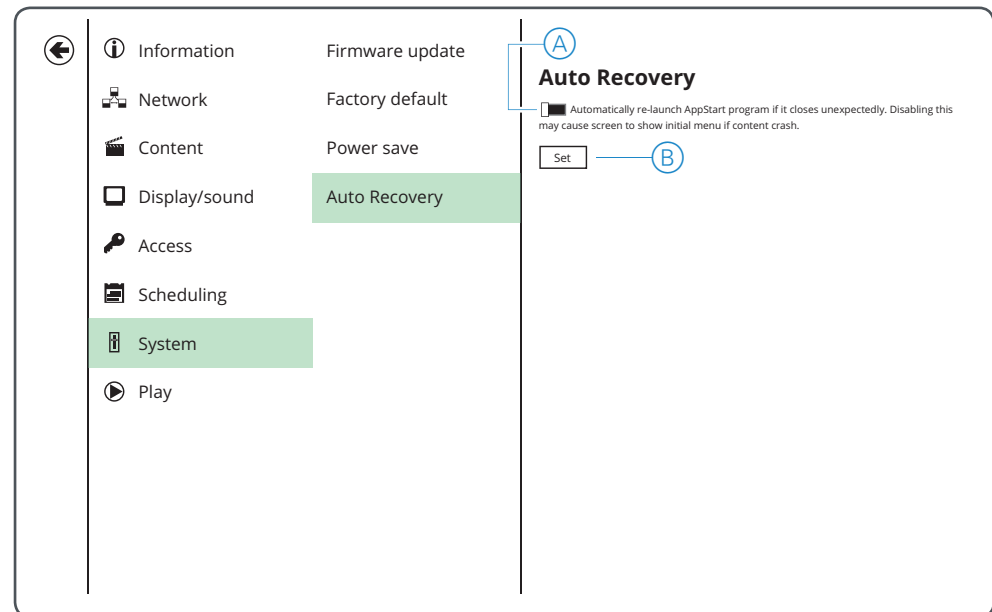 Information
Network
Content
Display/sound
Access
Scheduling
System
Play
Firmware update
Factory default
Power save
Auto Recovery
A
Auto Recovery
Automatically re-launch AppStart program if it closes unexpectedly. Disabling this
may cause screen to show initial menu if content crash.
Set
B